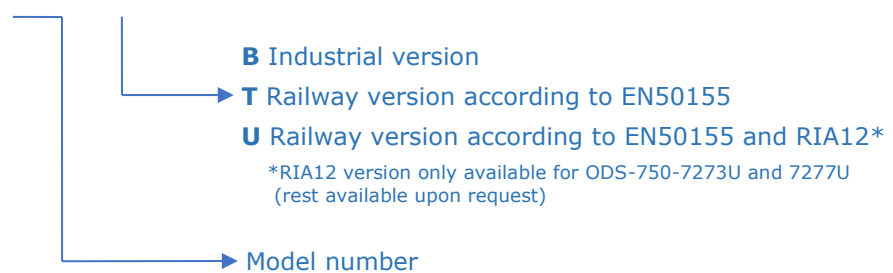 B Industrial version
T Railway version according to EN50155
U Railway version according to EN50155 and RIA12*
*RIA12 version only available for ODS-750-7273U and 7277U
(rest available upon request)
Model number